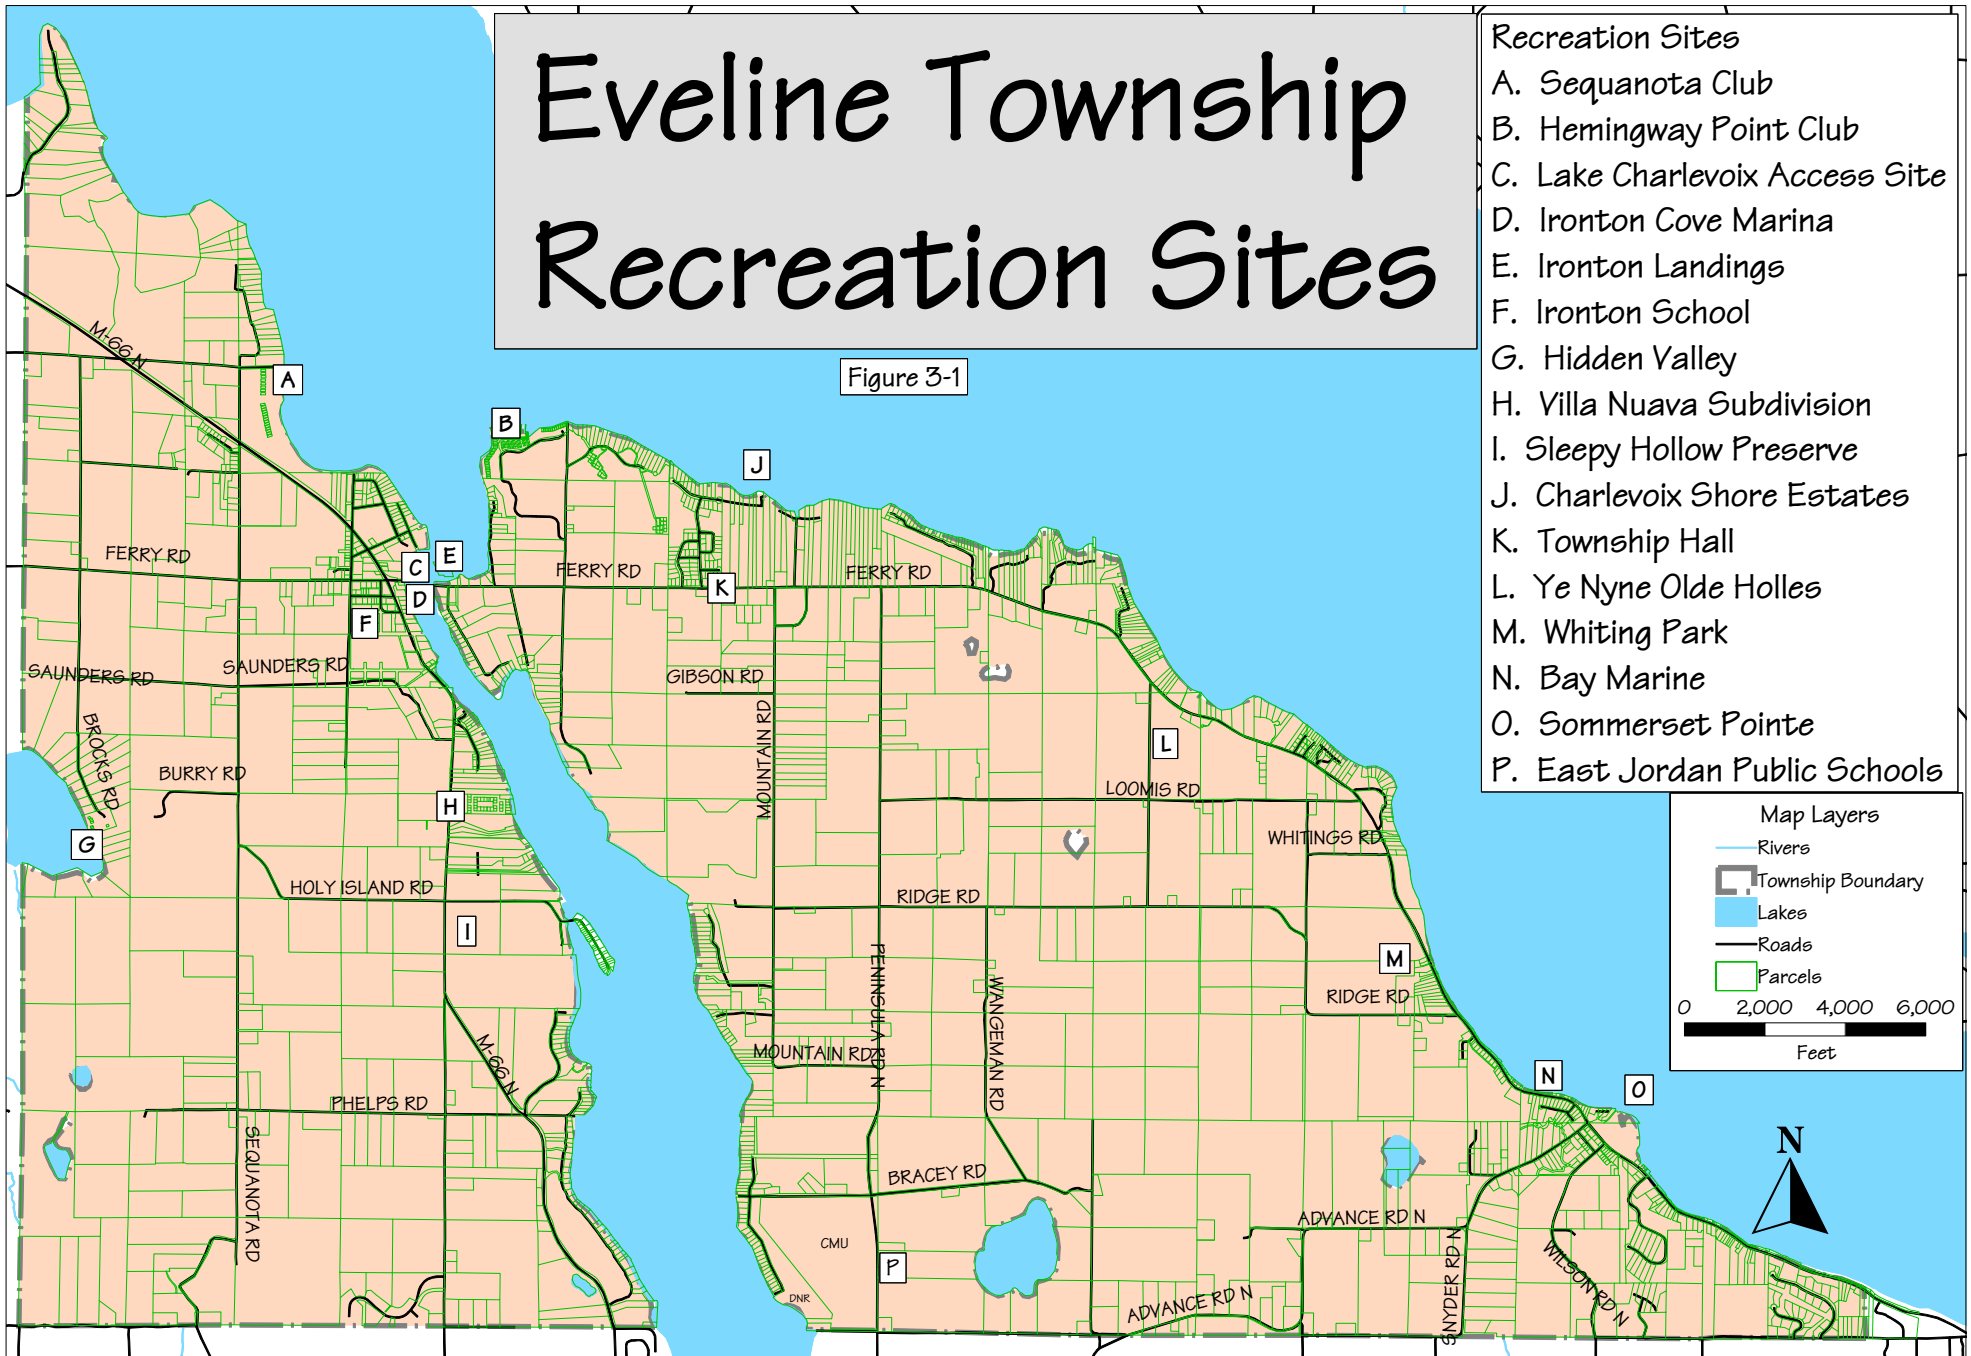 Eveline Township
Recreation Sites
Figure 3-1
Recreation Sites
A. Sequanota Club
B. Hemingway Point Club
C. Lake Charlevoix Access Site
D. Ironton Cove Marina
E. Ironton Landings
F. Ironton School
G. Hidden Valley
H. Villa Nuava Subdivision
I. Sleepy Hollow Preserve
J. Charlevoix Shore Estates
K. Township Hall
L. Ye Nyne Olde Holles
M. Whiting Park
N. Bay Marine
O. Sommerset Pointe
P. East Jordan Public Schools
Map Layers
Rivers
Township Boundary
Lakes
Roads
Parcels
0 2,000 4,000 6,000
Feet
N
M-66 N
A
B
J
FERRY RD
C
E
FERRY RD
K
FERRY RD
D
F
SAUNDERS RD
SAUNDERS RD
GIBSON RD
BROCKS RD
MOUNTAIN RD
L
BURRY RD
LOOMIS RD
H
WHITINGS RD
G
HOLY ISLAND RD
RIDGE RD
I
M
PENINSULA RD N
WANGEMAN RD
RIDGE RD
M-66 N
MOUNTAIN RD
N
O
PHELPS RD
SEQUANOTA RD
BRACEY RD
ADVANCE RD N
CMU
P
SNYDER RD N
WILSON RD N
DNR
ADVANCE RD N